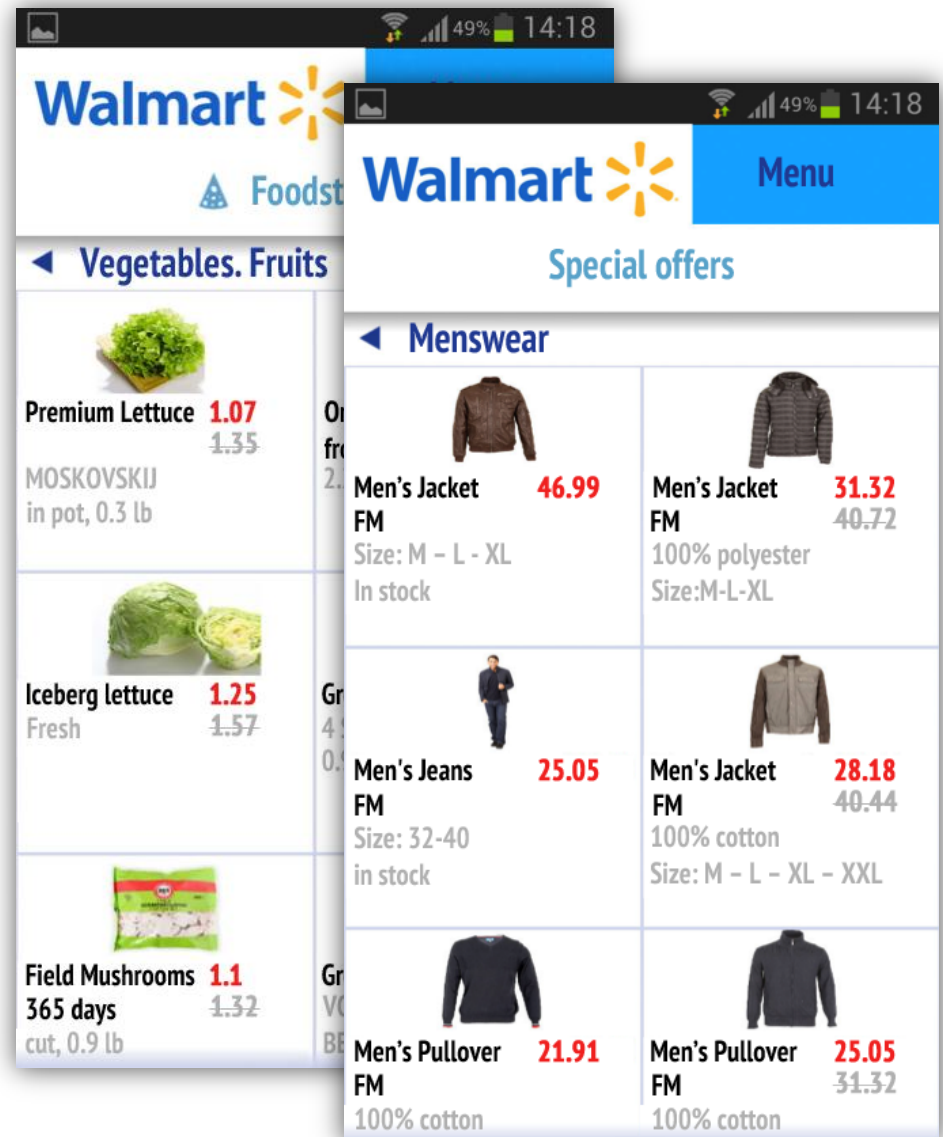 49% 14:18
Walmart
Foodst
Vegetables. Fruits
Premium Lettuce 1.07
1.35
MOSKOVSKIJ
in pot, 0.3 lb
Iceberg lettuce 1.25
Fresh 1.57
Field Mushrooms 1.1
365 days 1.32
cut, 0.9 lb
49% 14:18
Walmart Menu
Special offers
Menswear
Men's Jacket 46.99
FM
Size: M – L - XL
In stock
Men's Jacket 31.32
FM 40.72
100% polyester
Size:M-L-XL
Men's Jeans 25.05
FM
Size: 32-40
in stock
Men's Jacket 28.18
FM 40.44
100% cotton
Size: M – L – XL – XXL
Men's Pullover 21.91
FM
100% cotton
Men's Pullover 25.05
FM 31.32
100% cotton